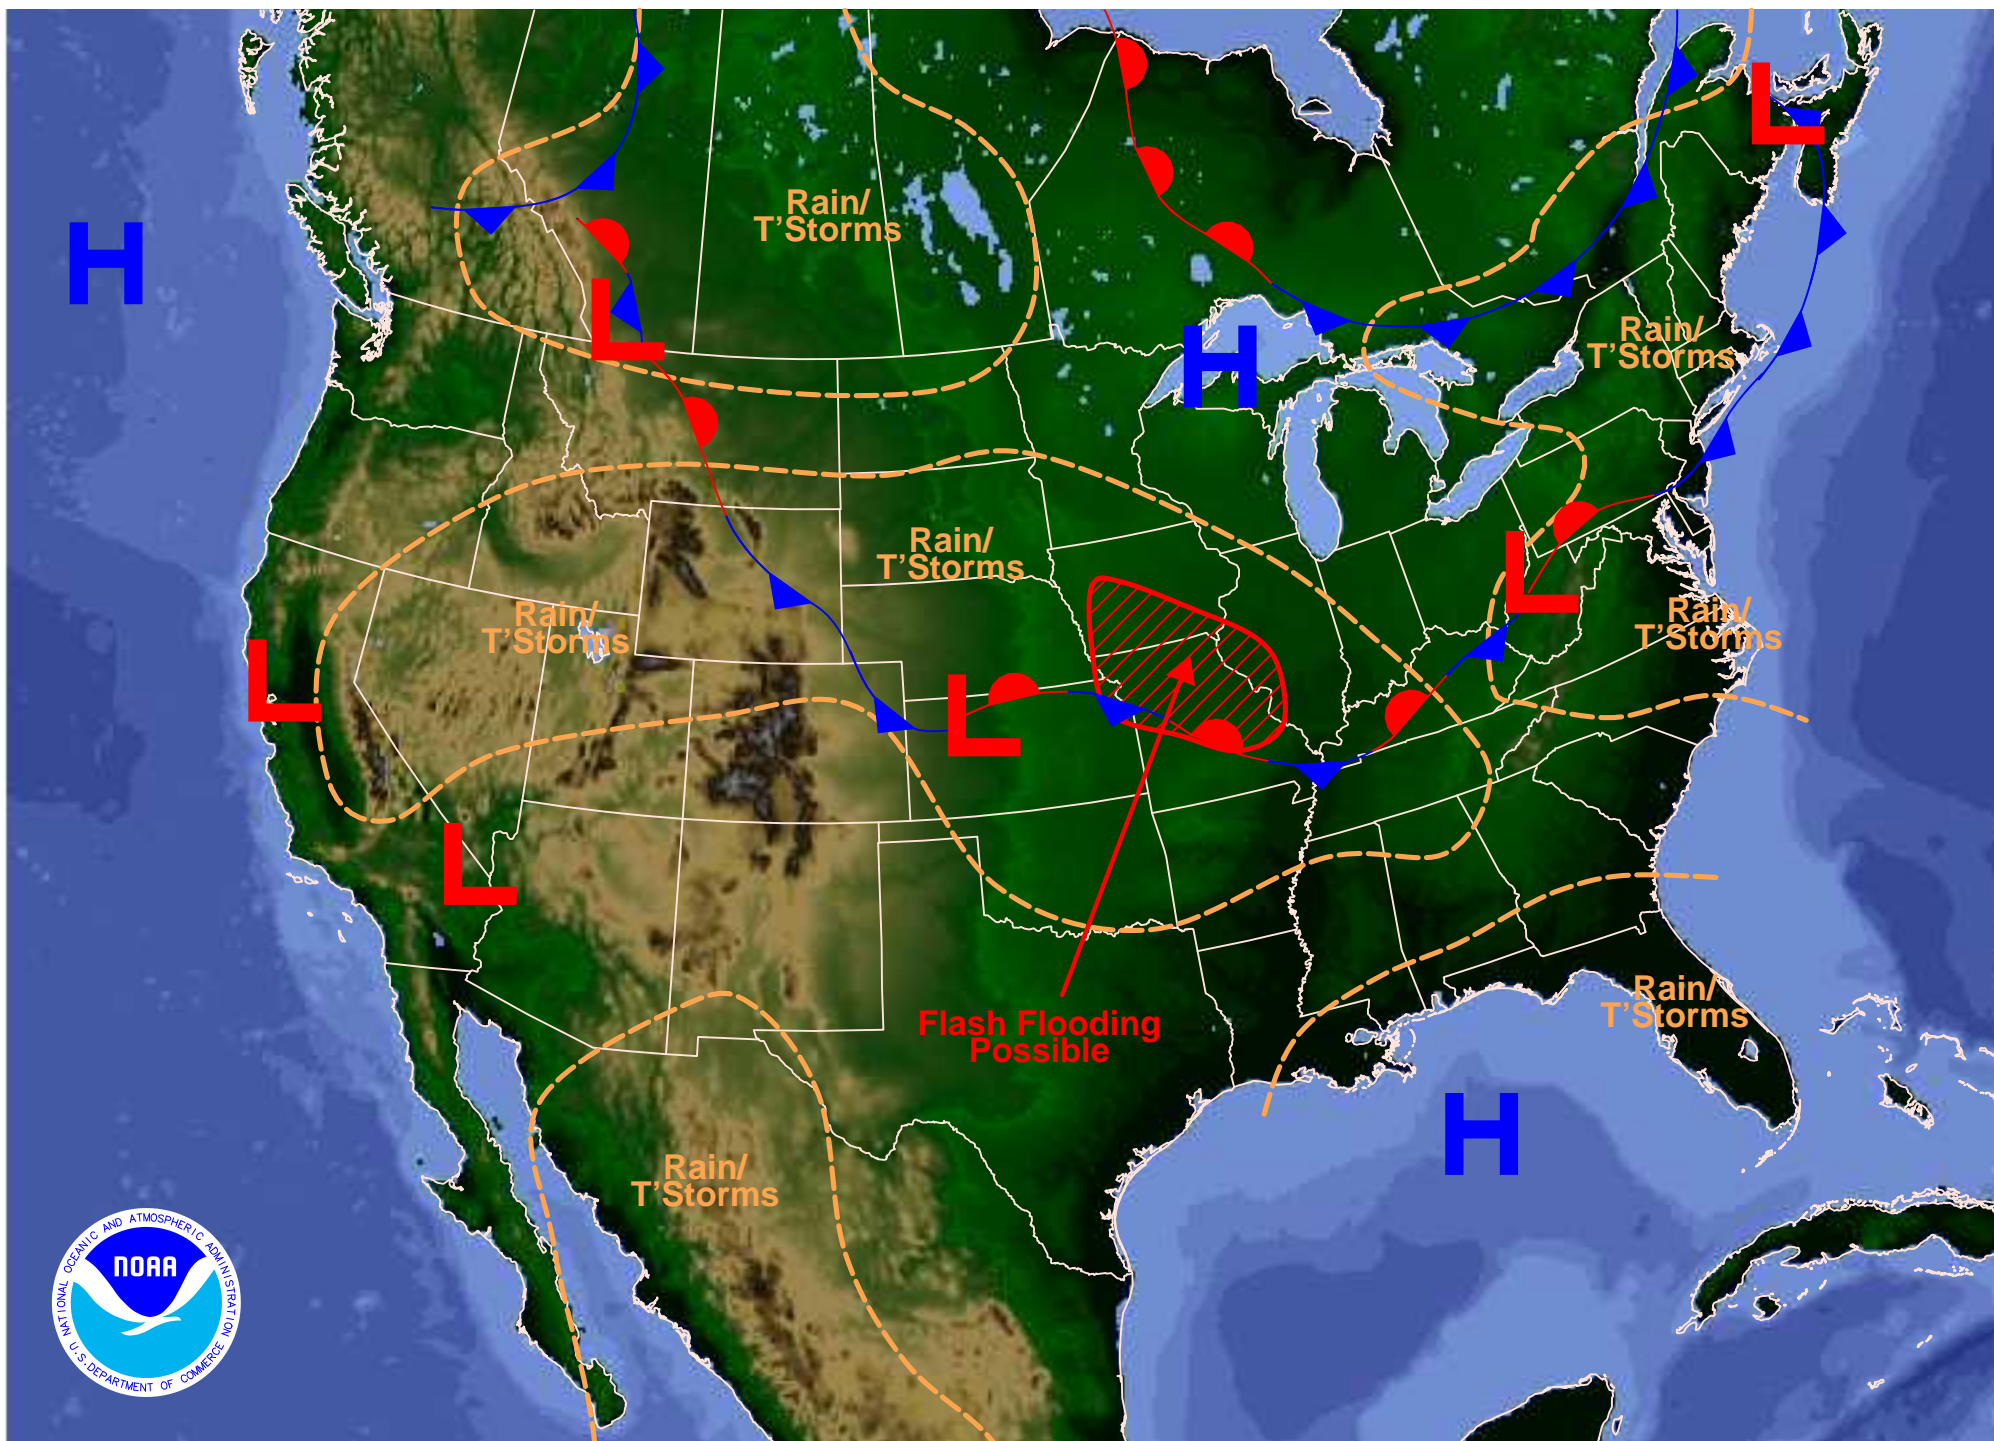 L
Rain/
T'Storms
H
L
Rain/
T'Storms
H
Rain/
T'Storms
L
Rain/
T'Storms
Rain/
T'Storms
L
L
L
Rain/
T'Storms
Flash Flooding
Possible
H
Rain/
T'Storms
NATIONAL OCEANIC AND ATMOSPHERIC ADMINISTRATION
NOAA
U.S. DEPARTMENT OF COMMERCE